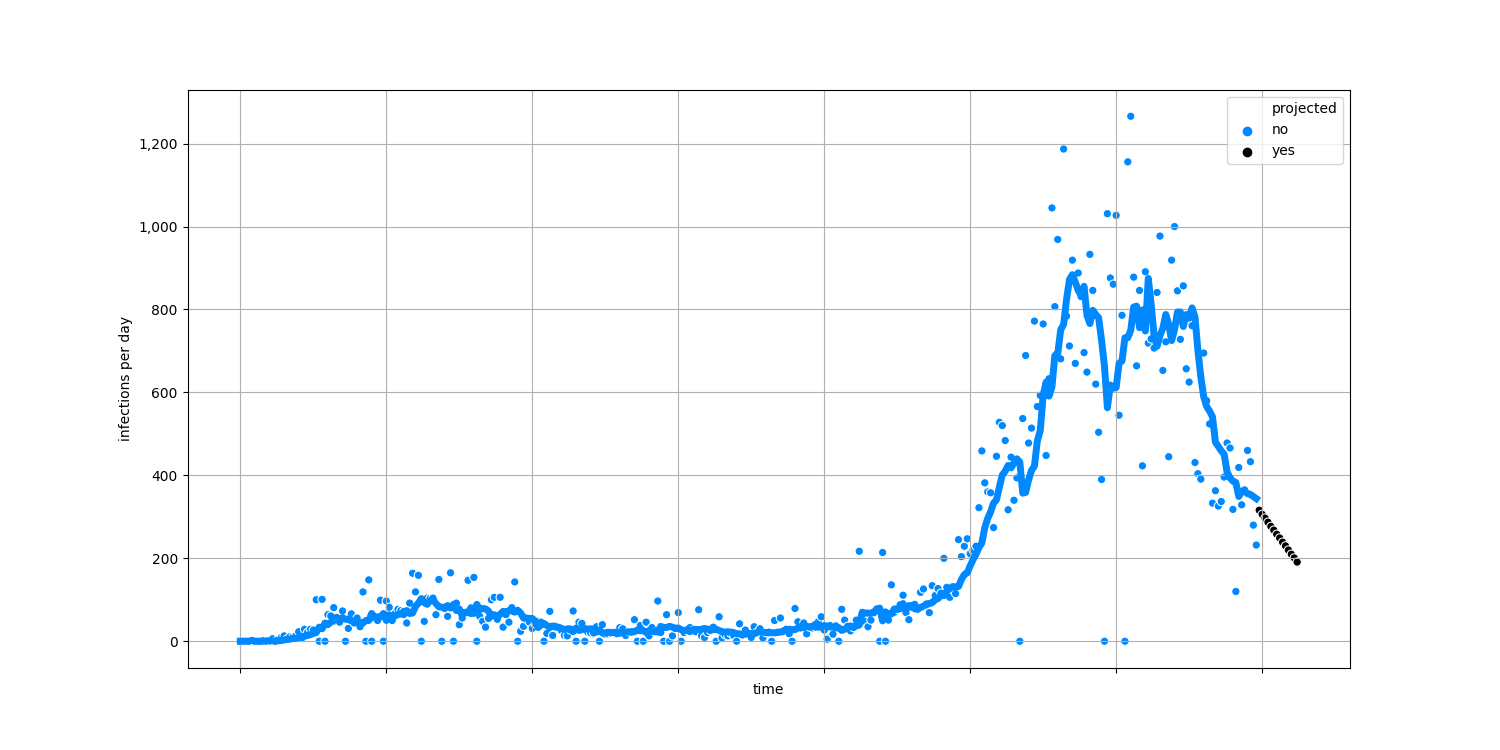 projected
no
yes
1,200
1,000
800
600
400
200
0
infections per day
time